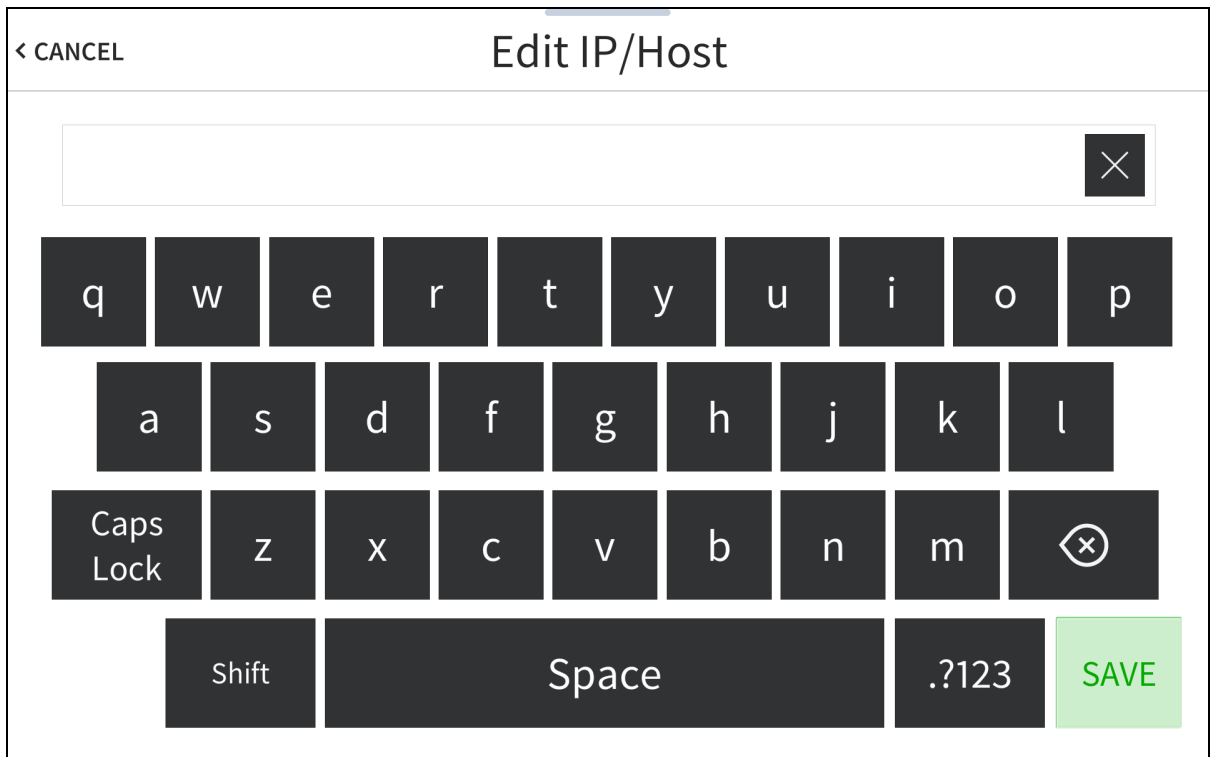 < CANCEL
Edit IP/Host
q w e r t y u i o p
a s d f g h j k l
Caps
Lock
z x c v b n m
Shift Space .?123 SAVE